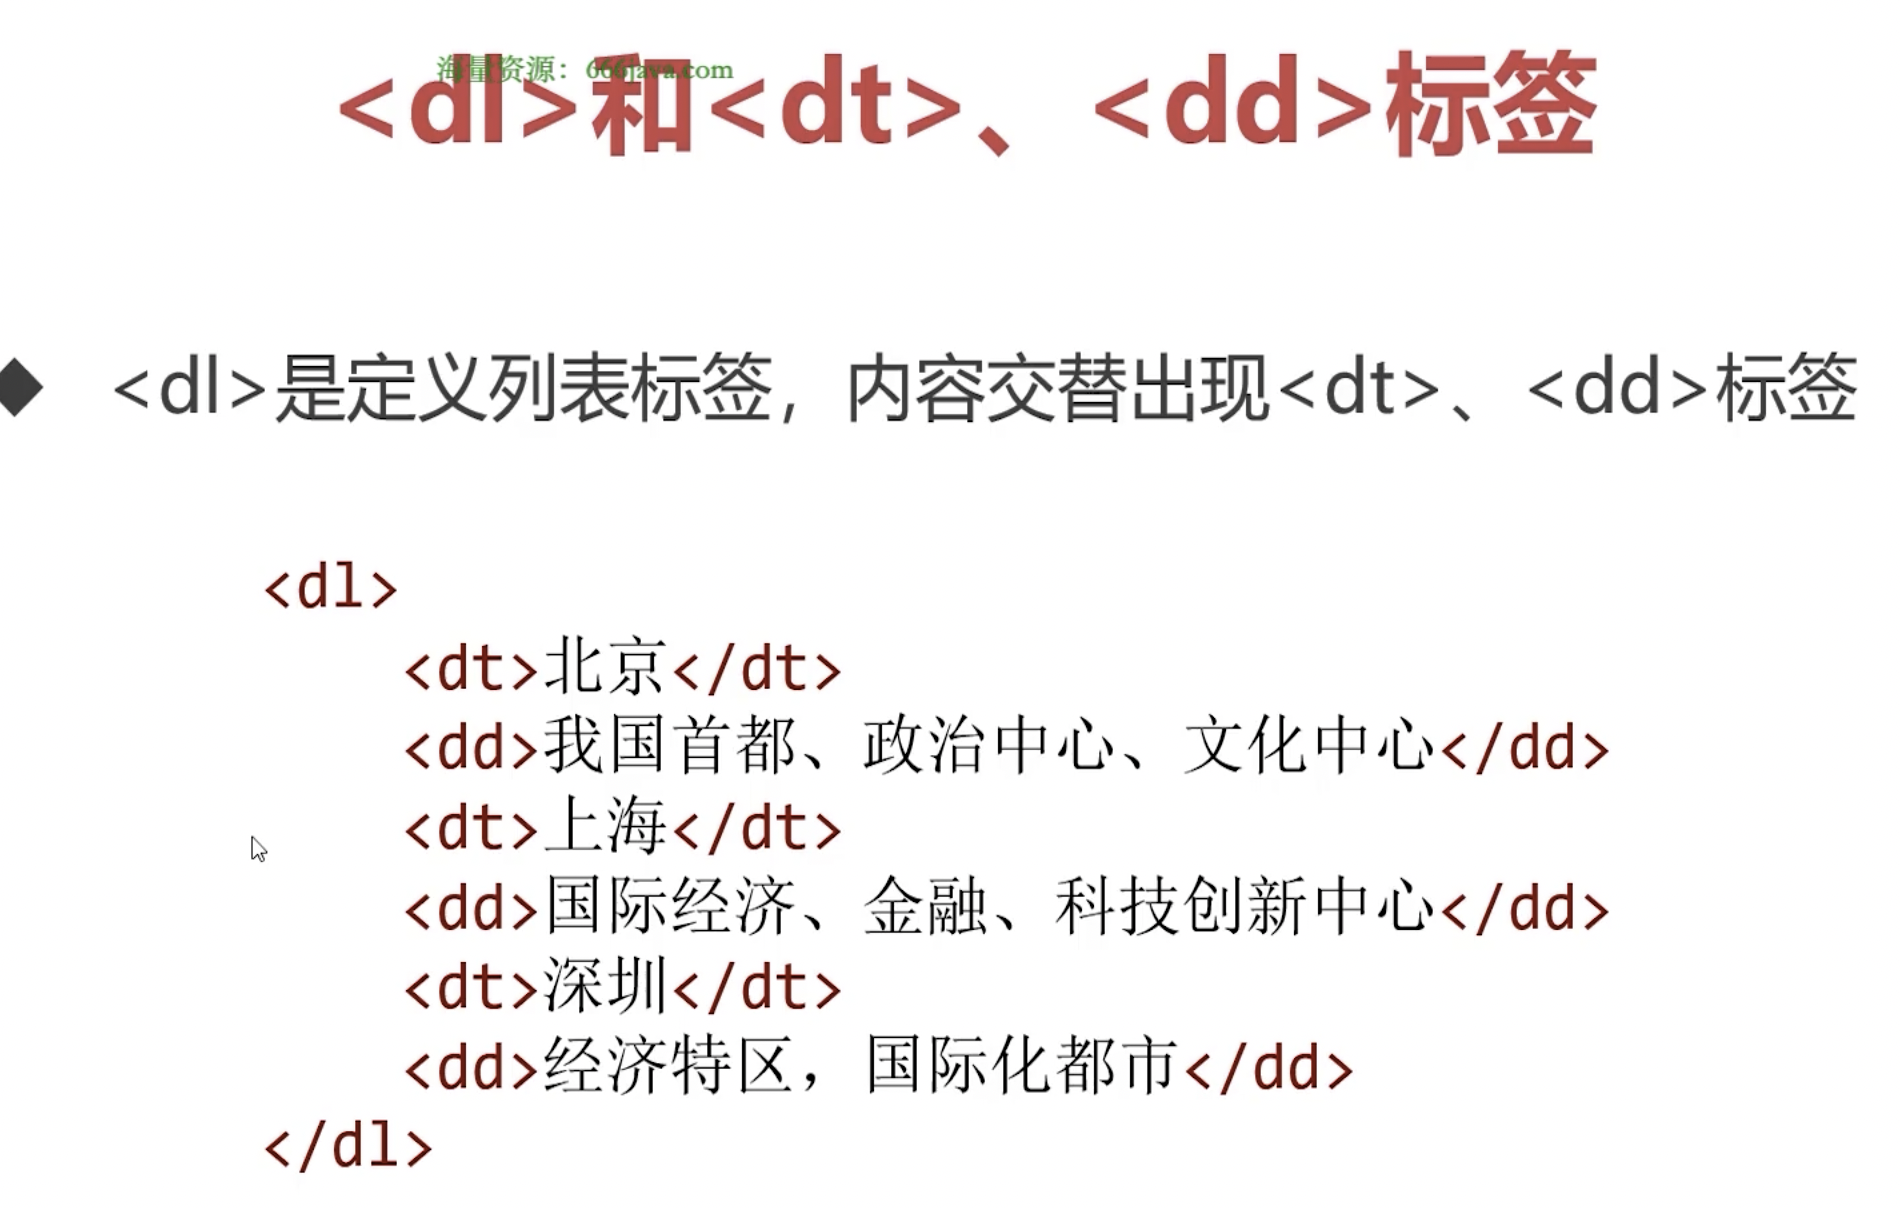 海量资源：666java.com
<dl>和<dt>、<dd>标签
◆ <dl>是定义列表标签，内容交替出现<dt>、<dd>标签
<dl>
<dt>北京</dt>
<dd>我国首都、政治中心、文化中心</dd>
<dt>上海</dt>
<dd>国际经济、金融、科技创新中心</dd>
<dt>深圳</dt>
<dd>经济特区，国际化都市</dd>
</dl>